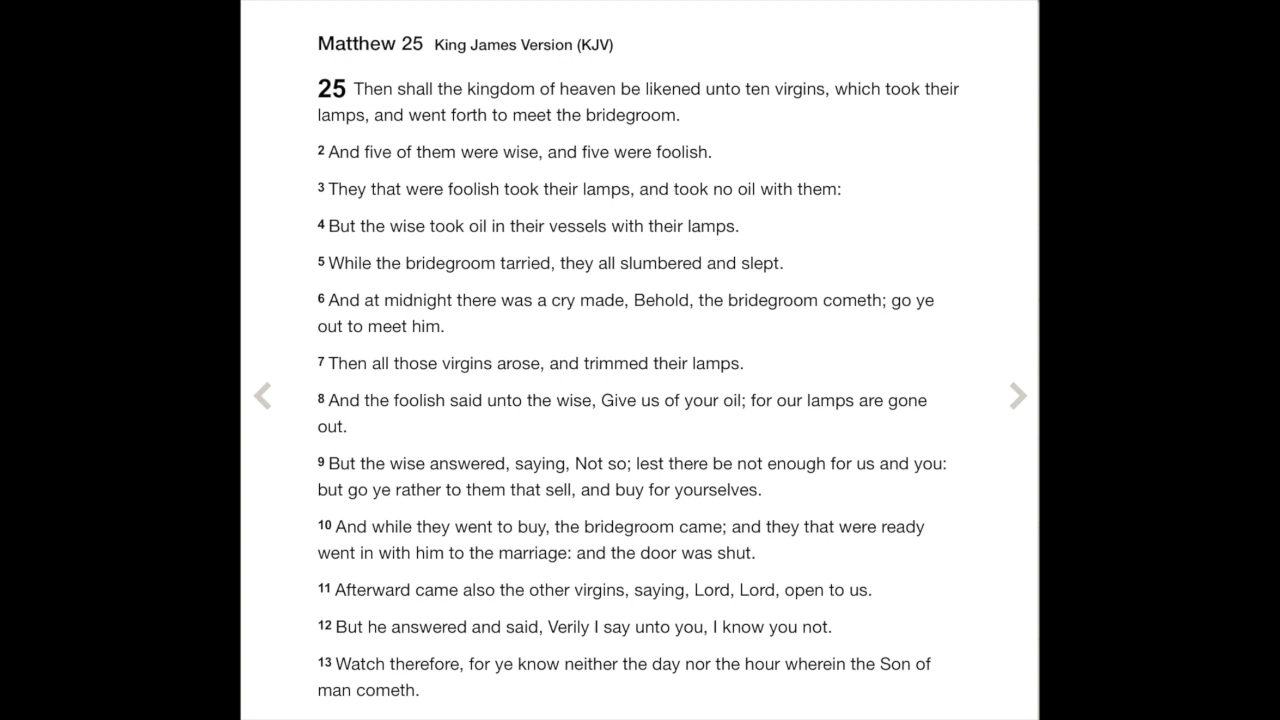 Matthew 25 King James Version (KJV)
25 Then shall the kingdom of heaven be likened unto ten virgins, which took their
lamps, and went forth to meet the bridegroom.
2 And five of them were wise, and five were foolish.
3 They that were foolish took their lamps, and took no oil with them:
4 But the wise took oil in their vessels with their lamps.
5 While the bridegroom tarried, they all slumbered and slept.
6 And at midnight there was a cry made, Behold, the bridegroom cometh; go ye
out to meet him.
7 Then all those virgins arose, and trimmed their lamps.
8 And the foolish said unto the wise, Give us of your oil; for our lamps are gone
out.
9 But the wise answered, saying, Not so; lest there be not enough for us and you:
but go ye rather to them that sell, and buy for yourselves.
10 And while they went to buy, the bridegroom came; and they that were ready
went in with him to the marriage: and the door was shut.
11 Afterward came also the other virgins, saying, Lord, Lord, open to us.
12 But he answered and said, Verily I say unto you, I know you not.
13 Watch therefore, for ye know neither the day nor the hour wherein the Son of
man cometh.